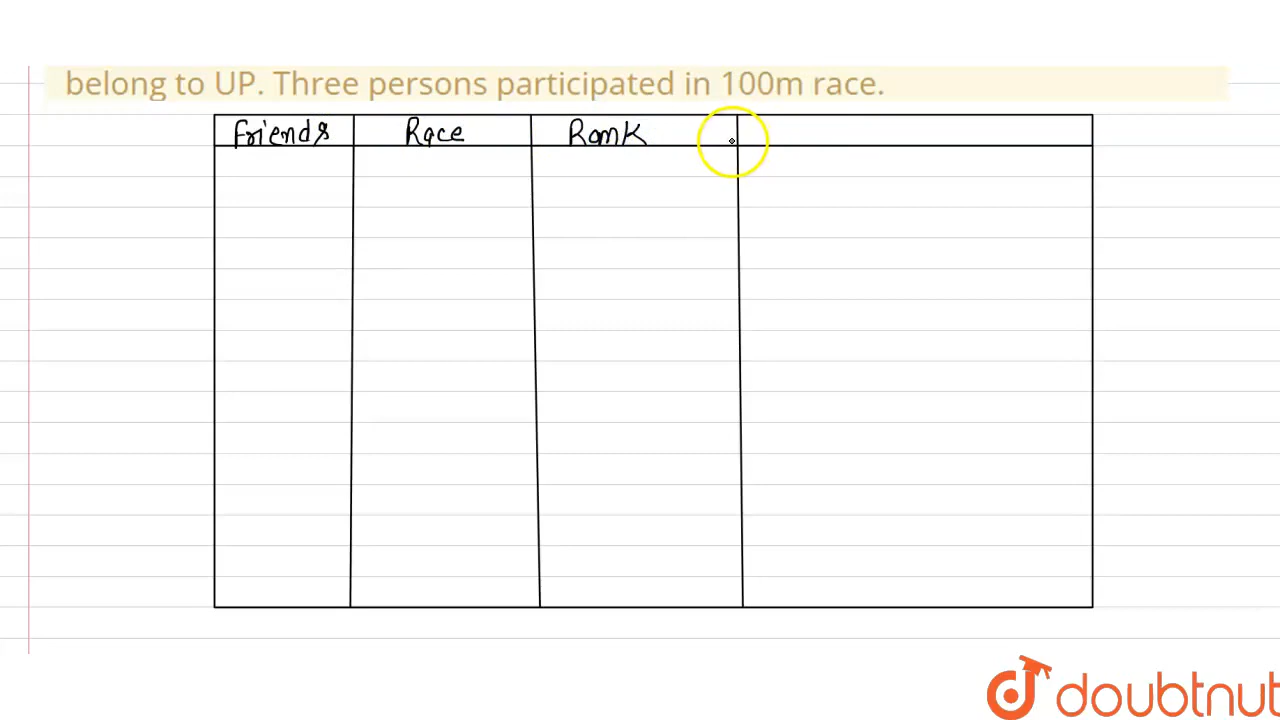 belong to UP. Three persons participated in 100m race.
Friends Race Rank
doubtnut